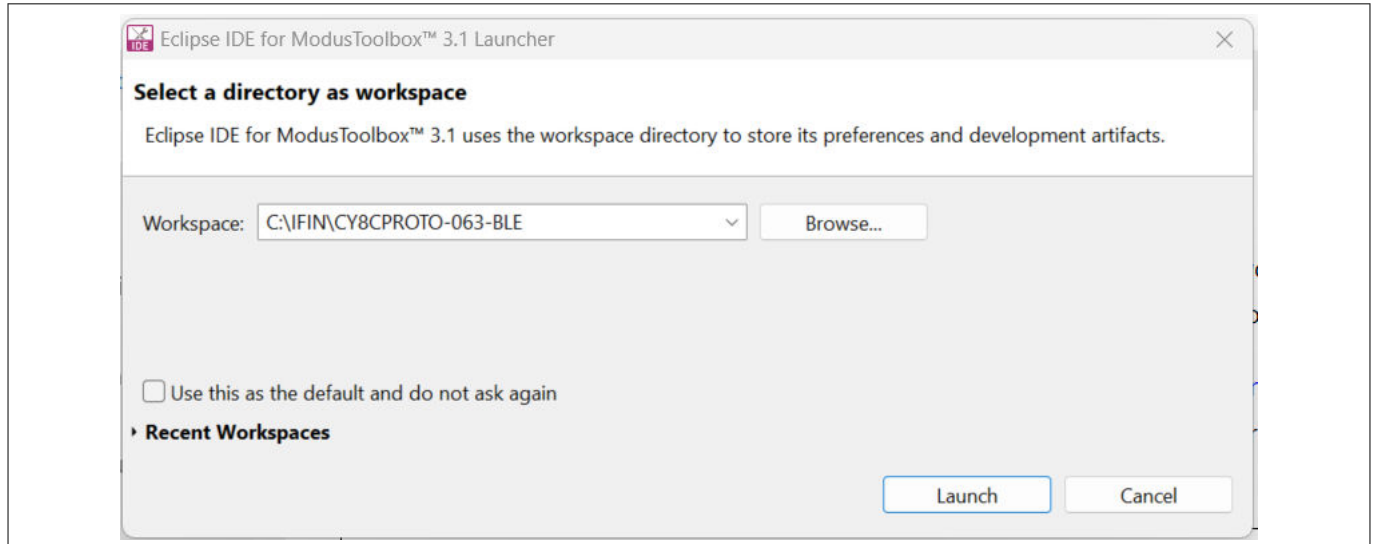 IDE
Eclipse IDE for ModusToolbox™ 3.1 Launcher
Select a directory as workspace
Eclipse IDE for ModusToolbox™ 3.1 uses the workspace directory to store its preferences and development artifacts.
Workspace: C:\IFIN\CY8CPROTO-063-BLE Browse...
Use this as the default and do not ask again
Recent Workspaces
Launch Cancel